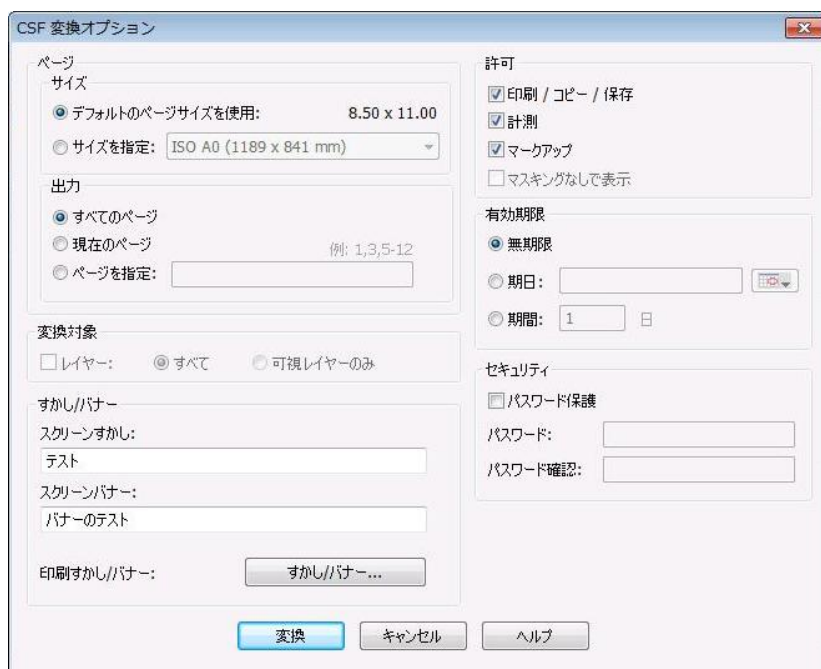 CSF 変換オプション
ページ
サイズ
デフォルトのページサイズを使用: 8.50 x 11.00
サイズを指定: ISO A0 (1189 x 841 mm)
出力
すべてのページ
現在のページ
例: 1,3,5-12
ページを指定:
変換対象
レイヤー: すべて 可視レイヤーのみ
すかし/バナー
スクリーンすかし:
テスト
スクリーンバナー:
バナーのテスト
印刷すかし/バナー: すかし/バナー...
許可
印刷 / コピー / 保存
計測
マークアップ
マスキングなしで表示
有効期限
無期限
期日:
期間: 1 日
セキュリティ
パスワード保護
パスワード:
パスワード確認:
変換 キャンセル ヘルプ